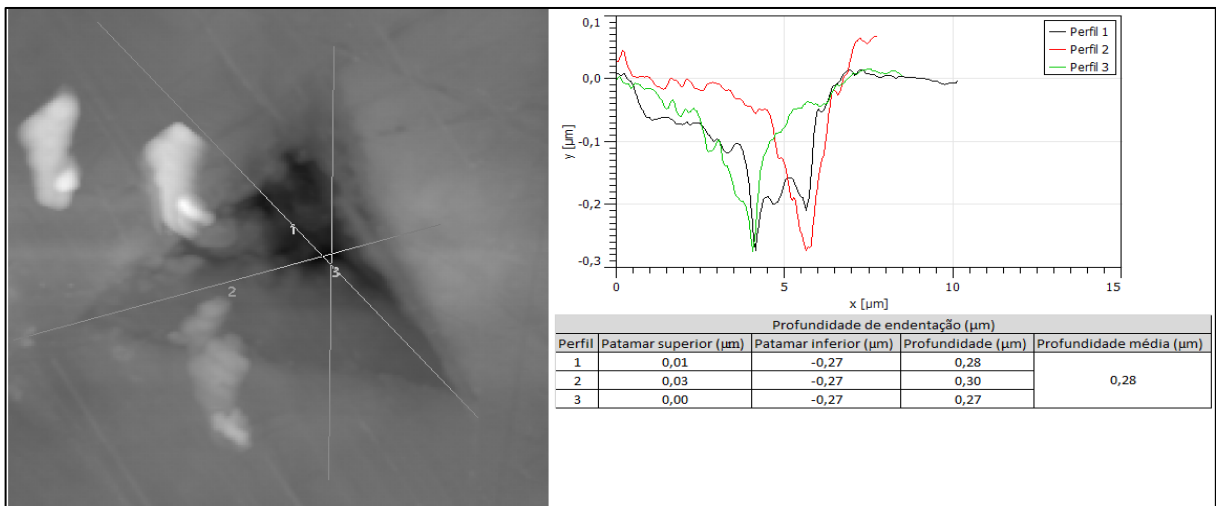 1
2
3
0,1
0,0
-0,1
-0,2
-0,3
y [µm]
0
5
10
15
x [µm]
Perfil 1
Perfil 2
Perfil 3
Profundidade de endentação (µm)
Perfil Patamar superior (µm) Patamar inferior (µm) Profundidade (µm) Profundidade média (µm)
1 0,01 -0,27 0,28
2 0,03 -0,27 0,30 0,28
3 0,00 -0,27 0,27